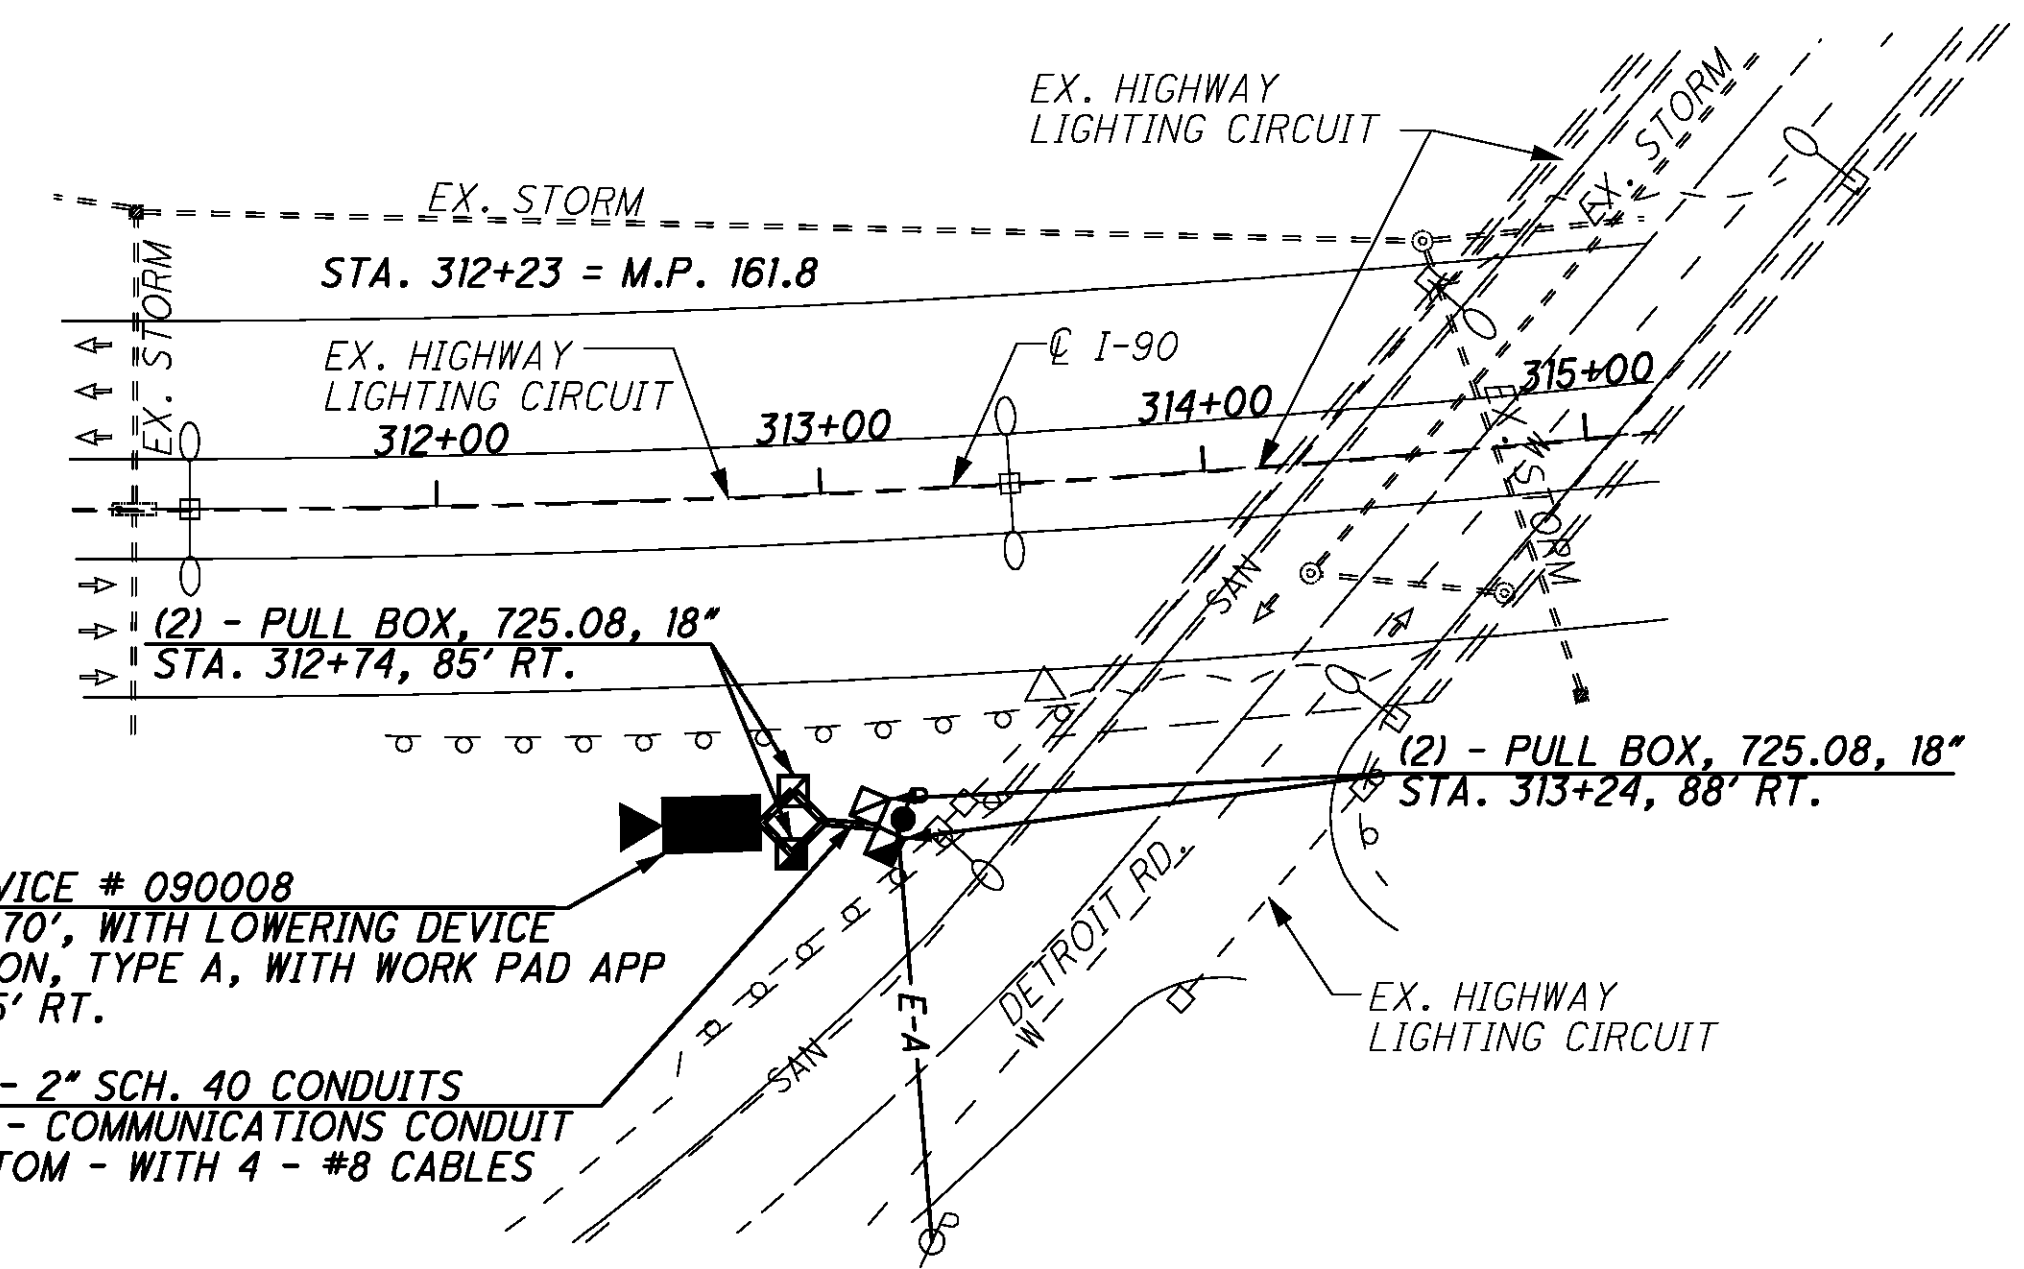 EX. HIGHWAY
LIGHTING CIRCUIT
EX. STORM
EX. STORM
EX. STORM
STA. 312+23 = M.P. 161.8
EX. HIGHWAY
LIGHTING CIRCUIT
℄ I-90
312+00
313+00
314+00
315+00
EX. STORM
SAN
(2) - PULL BOX, 725.08, 18"
STA. 312+74, 85' RT.
(2) - PULL BOX, 725.08, 18"
STA. 313+24, 88' RT.
VICE # 090008
70', WITH LOWERING DEVICE
ON, TYPE A, WITH WORK PAD APP
5' RT.
DETROIT RD.
W
E-A
SAN
EX. HIGHWAY
LIGHTING CIRCUIT
- 2" SCH. 40 CONDUITS
- COMMUNICATIONS CONDUIT
TOM - WITH 4 - #8 CABLES